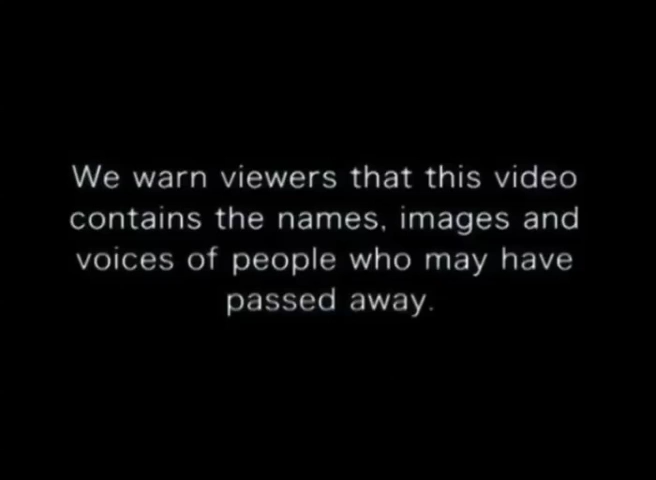 We warn viewers that this video
contains the names, images and
voices of people who may have
passed away.